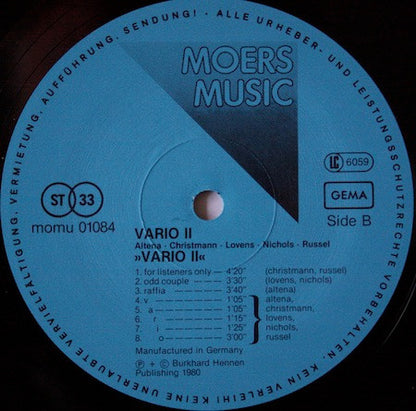 KEINE UNERLAUBTE VERVIELFÄLTIGUNG, VERMIETUNG, AUFFÜHRUNG, SENDUNG! - ALLE URHEBER- UND LEISTUNGSSCHUTZRECHTE VORBEHALTEN. KEIN VERLEIH!
MOERS
MUSIC
LC 6059
ST 33
GEMA
momu 01084
Side B
VARIO II
Altena · Christmann · Lovens · Nichols · Russel
»VARIO II«
1. for listeners only — 4'20" (christmann, russel)
2. odd couple — 3'30" (lovens, nichols)
3. raffia — 3'40" (altena)
4. v — 1'05" altena,
5. a — 1'05" christmann,
6. r — 1'15" lovens,
7. i — 1'25" nichols,
8. o — 3'00" russel
Manufactured in Germany
Ⓟ + © Burkhard Hennen
Publishing 1980